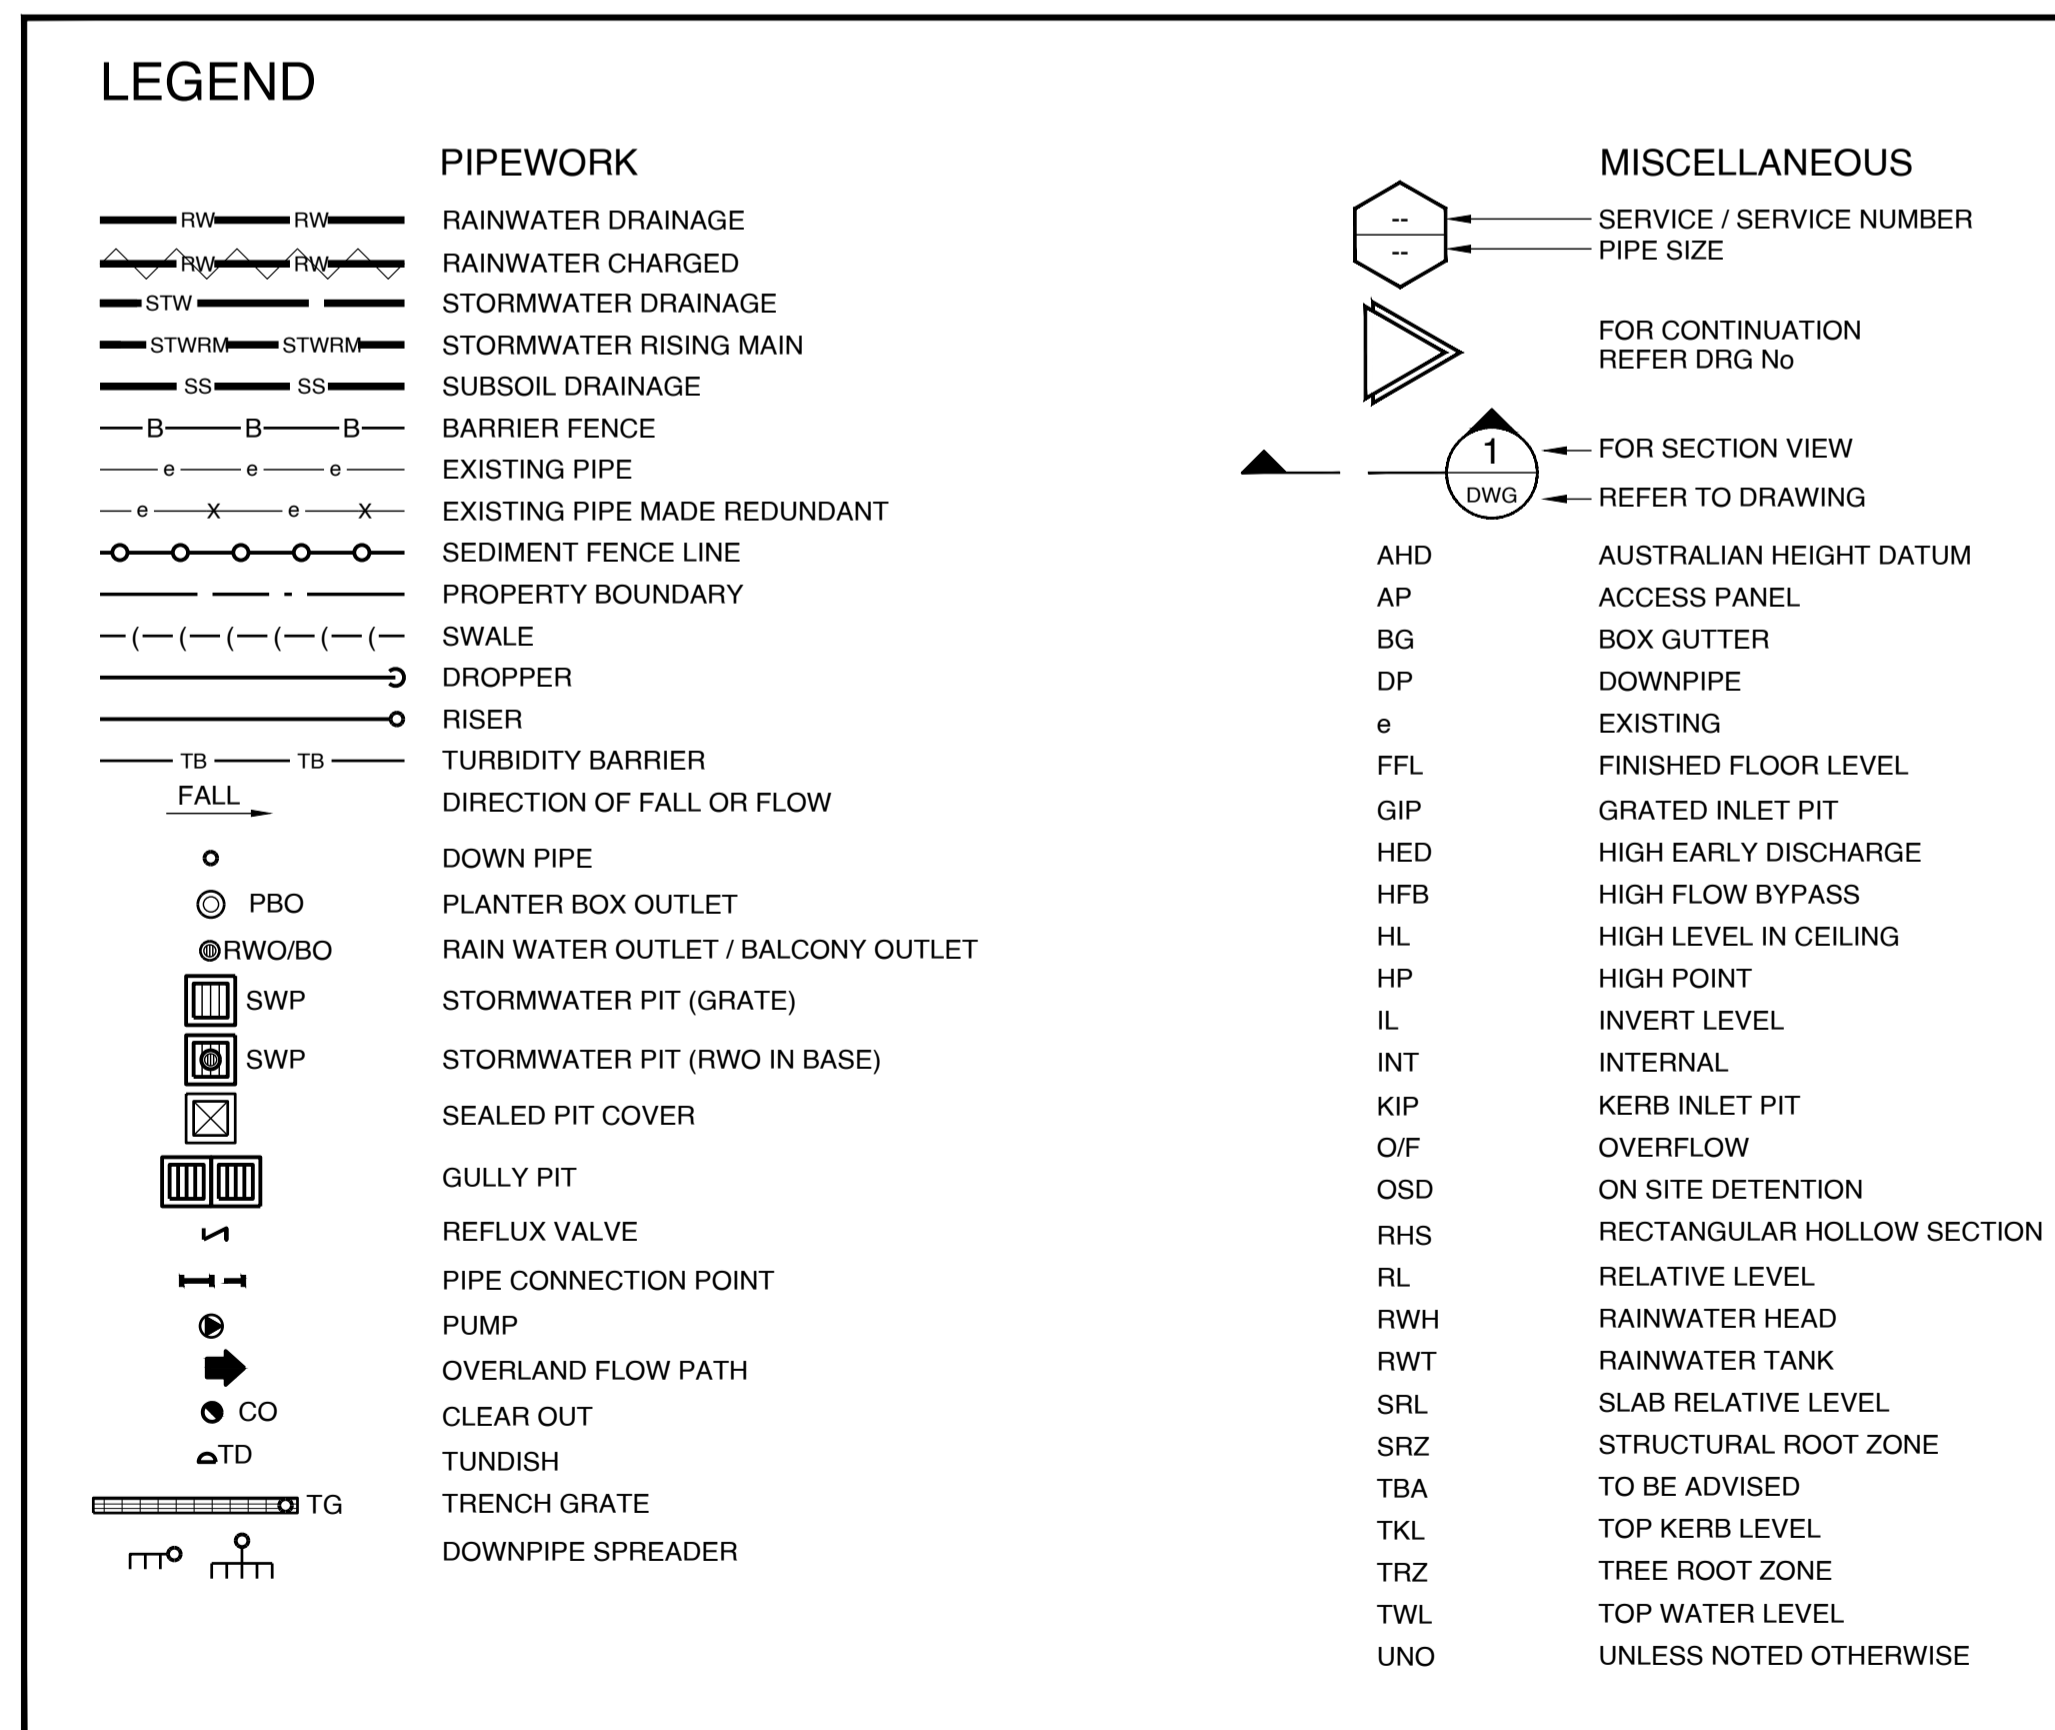 LEGEND
PIPEWORK
RW RW RAINWATER DRAINAGE
RW RW RAINWATER CHARGED
STW STORMWATER DRAINAGE
STWRM STWRM STORMWATER RISING MAIN
SS SS SUBSOIL DRAINAGE
B B B BARRIER FENCE
e e e EXISTING PIPE
e X e X EXISTING PIPE MADE REDUNDANT
SEDIMENT FENCE LINE
PROPERTY BOUNDARY
SWALE
DROPPER
RISER
TB TB TURBIDITY BARRIER
FALL DIRECTION OF FALL OR FLOW
DOWN PIPE
PBO PLANTER BOX OUTLET
RWO/BO RAIN WATER OUTLET / BALCONY OUTLET
SWP STORMWATER PIT (GRATE)
SWP STORMWATER PIT (RWO IN BASE)
SEALED PIT COVER
GULLY PIT
REFLUX VALVE
PIPE CONNECTION POINT
PUMP
OVERLAND FLOW PATH
CO CLEAR OUT
TD TUNDISH
TG TRENCH GRATE
DOWNPIPE SPREADER
MISCELLANEOUS
-- SERVICE / SERVICE NUMBER
-- PIPE SIZE
FOR CONTINUATION
REFER DRG No
1 FOR SECTION VIEW
DWG REFER TO DRAWING
AHD AUSTRALIAN HEIGHT DATUM
AP ACCESS PANEL
BG BOX GUTTER
DP DOWNPIPE
e EXISTING
FFL FINISHED FLOOR LEVEL
GIP GRATED INLET PIT
HED HIGH EARLY DISCHARGE
HFB HIGH FLOW BYPASS
HL HIGH LEVEL IN CEILING
HP HIGH POINT
IL INVERT LEVEL
INT INTERNAL
KIP KERB INLET PIT
O/F OVERFLOW
OSD ON SITE DETENTION
RHS RECTANGULAR HOLLOW SECTION
RL RELATIVE LEVEL
RWH RAINWATER HEAD
RWT RAINWATER TANK
SRL SLAB RELATIVE LEVEL
SRZ STRUCTURAL ROOT ZONE
TBA TO BE ADVISED
TKL TOP KERB LEVEL
TRZ TREE ROOT ZONE
TWL TOP WATER LEVEL
UNO UNLESS NOTED OTHERWISE